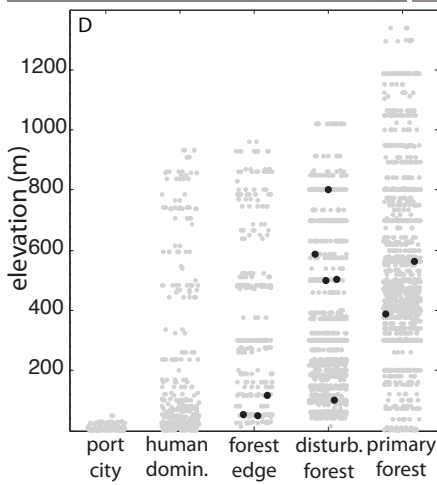 D
1200
1000
800
600
400
200
elevation (m)
port human forest disturb. primary
city domin. edge forest forest